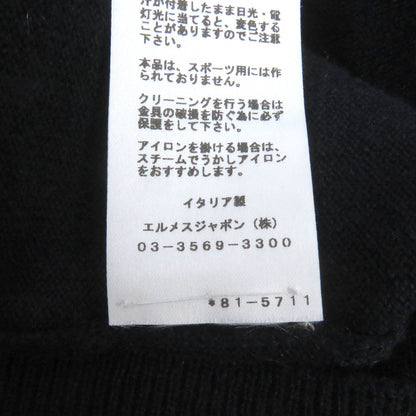 汗が付着したまま日光・電
灯光に当てると、変色する
ことがありますのでご注意
下さい。
本品は、スポーツ用には作
られておりません。
クリーニングを行う場合は
金具の破損を防ぐ為に必ず
保護をして下さい。
アイロンを掛ける場合は、
スチームでうかしアイロン
をおすすめします。
イタリア製
エルメスジャポン（株）
03-3569-3300
*81-5711